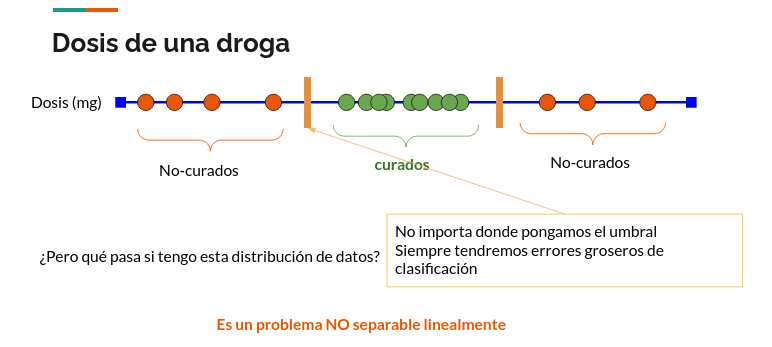 Dosis de una droga
Dosis (mg)
No-curados
curados
No-curados
No importa donde pongamos el umbral
Siempre tendremos errores groseros de
clasificación
¿Pero qué pasa si tengo esta distribución de datos?
Es un problema NO separable linealmente